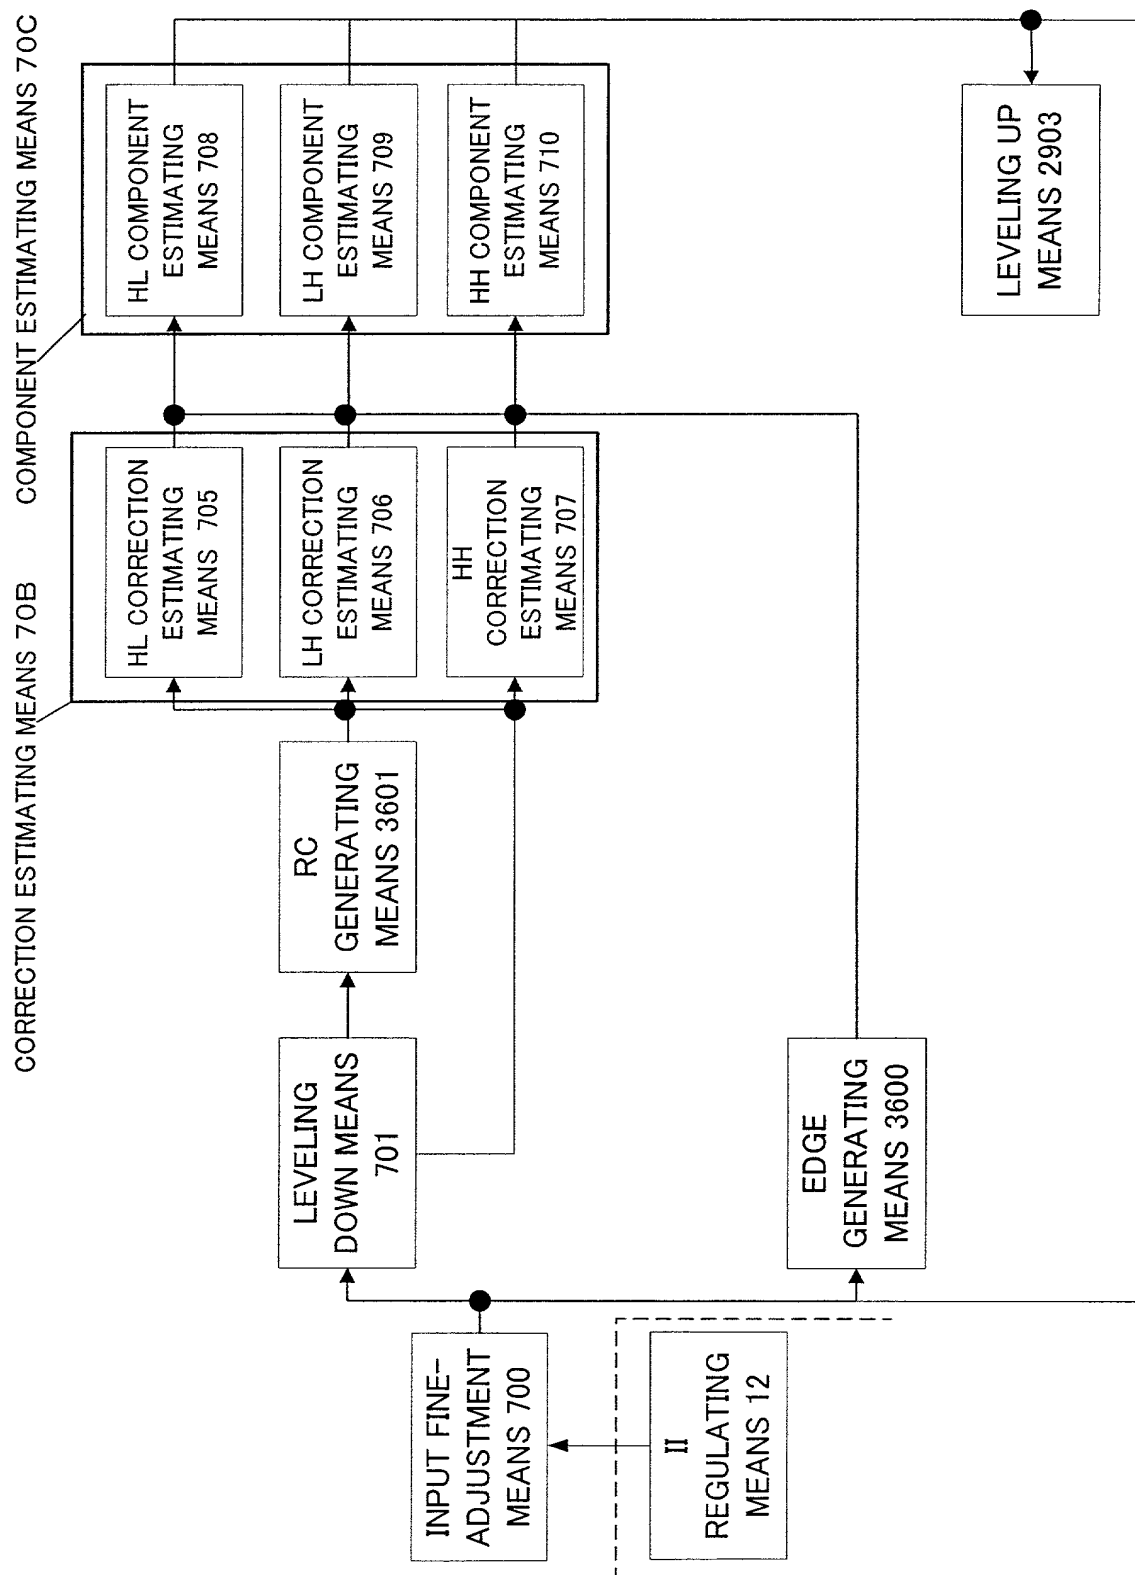 CORRECTION ESTIMATING MEANS 70B
COMPONENT ESTIMATING MEANS 70C
INPUT FINE-
ADJUSTMENT
MEANS 700
II
REGULATING
MEANS 12
LEVELING
DOWN MEANS
701
EDGE
GENERATING
MEANS 3600
RC
GENERATING
MEANS 3601
HL CORRECTION
ESTIMATING
MEANS 705
LH CORRECTION
ESTIMATING
MEANS 706
HH
CORRECTION
ESTIMATING
MEANS 707
HL COMPONENT
ESTIMATING
MEANS 708
LH COMPONENT
ESTIMATING
MEANS 709
HH COMPONENT
ESTIMATING
MEANS 710
LEVELING UP
MEANS 2903